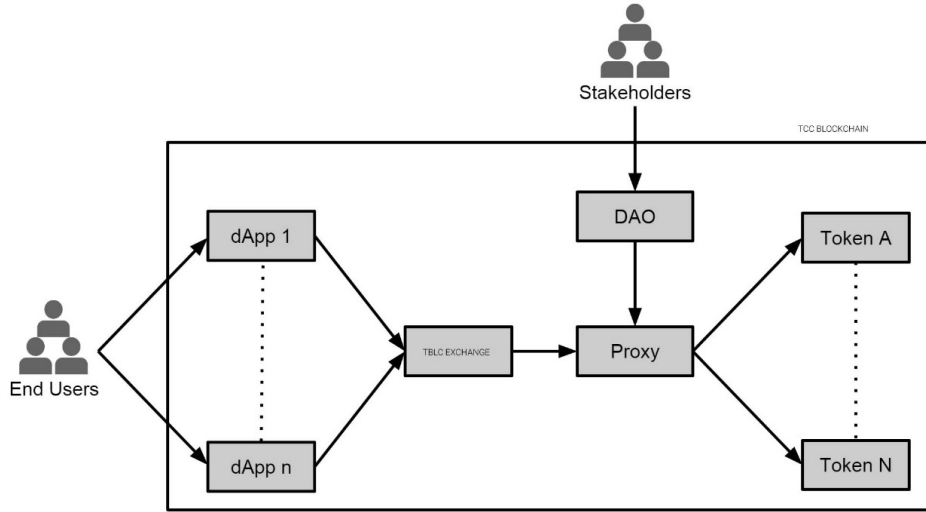 Stakeholders
TCC BLOCKCHAIN
DAO
dApp 1
Token A
TBLC EXCHANGE
Proxy
End Users
dApp n
Token N